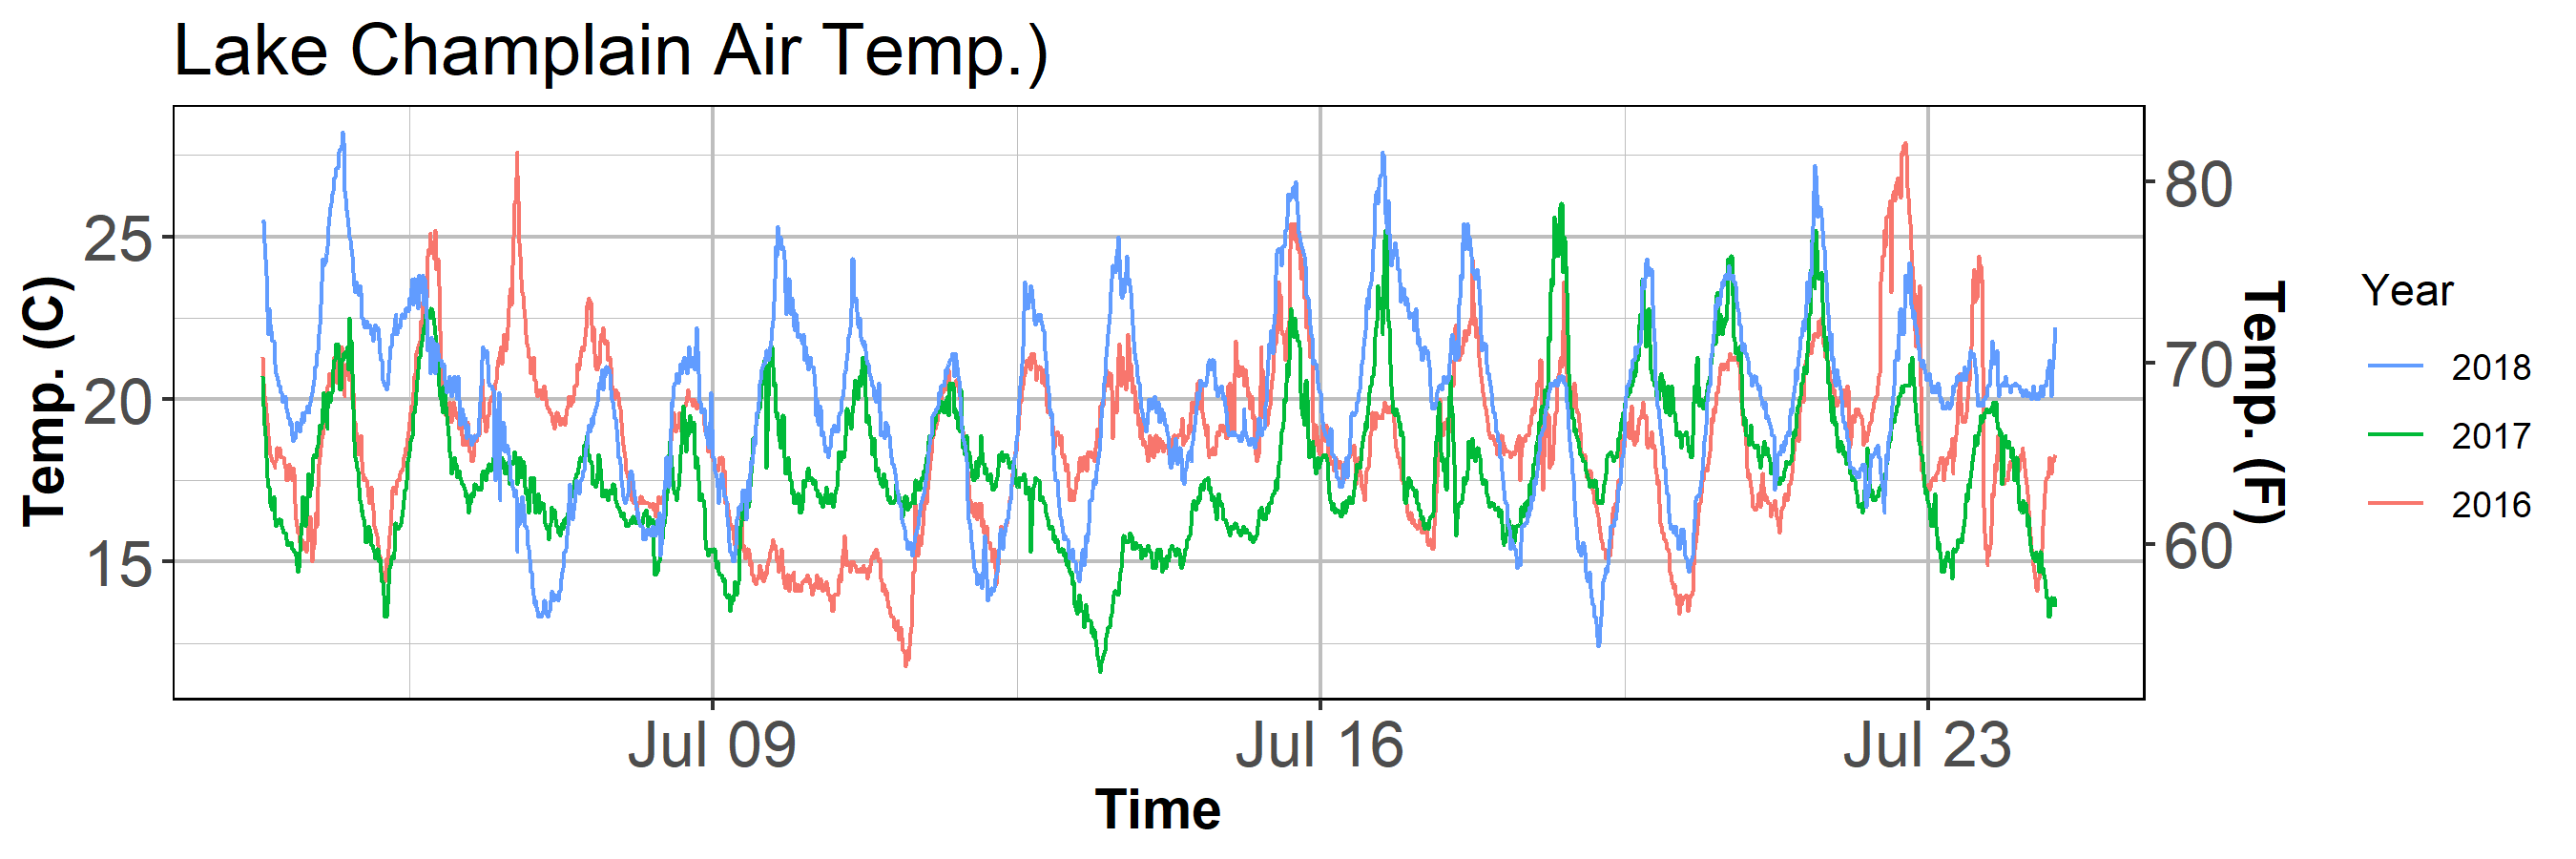 Lake Champlain Air Temp.)
Temp. (C)
25
20
15
80
70
60
Temp. (F)
Jul 09
Jul 16
Jul 23
Time
Year
2018
2017
2016